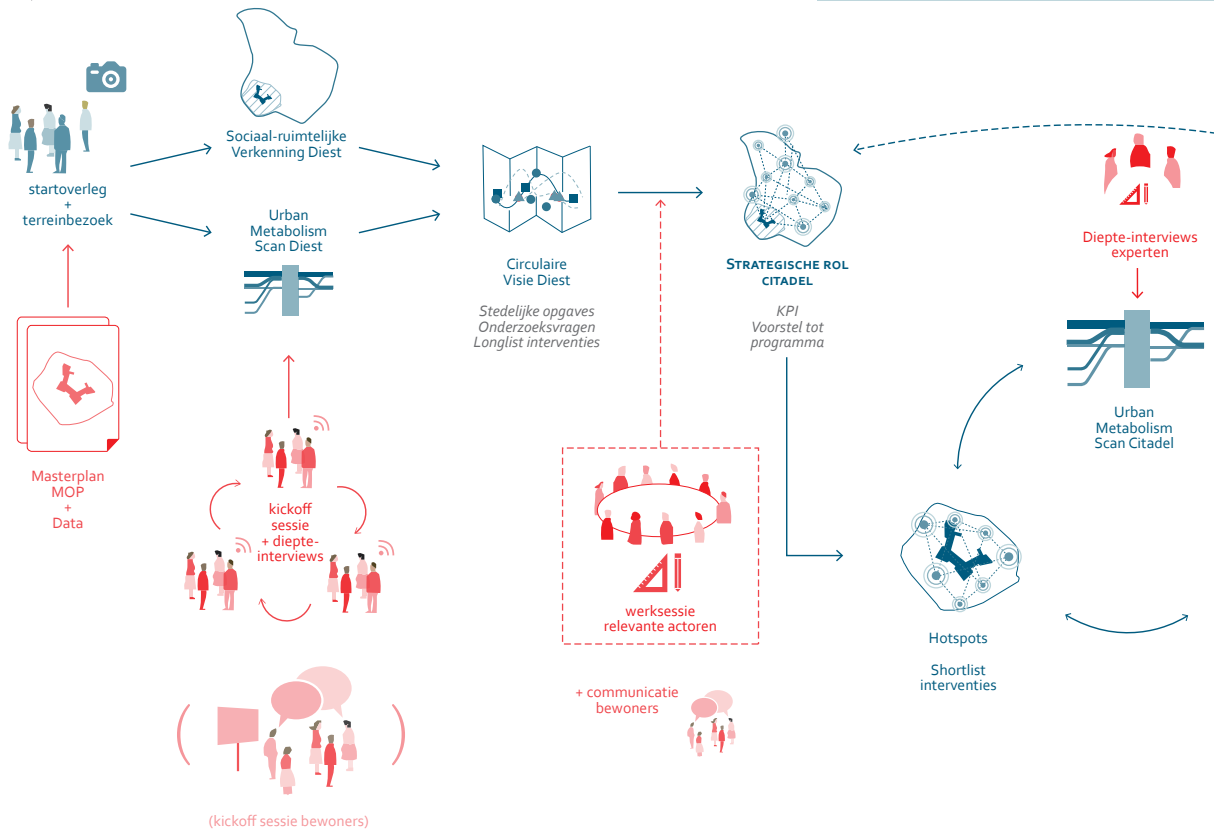 startoverleg
+
terreinbezoek
Sociaal-ruimtelijke
Verkenning Diest
Urban
Metabolism
Scan Diest
Masterplan
MOP
+
Data
kickoff
sessie
+ diepte-
interviews
(kickoff sessie bewoners)
Circulaire
Visie Diest
Stedelijke opgaves
Onderzoeksvragen
Longlist interventies
werksessie
relevante actoren
+ communicatie
bewoners
STRATEGISCHE ROL
CITADEL
KPI
Voorstel tot
programma
Diepte-interviews
experten
Urban
Metabolism
Scan Citadel
Hotspots
Shortlist
interventies